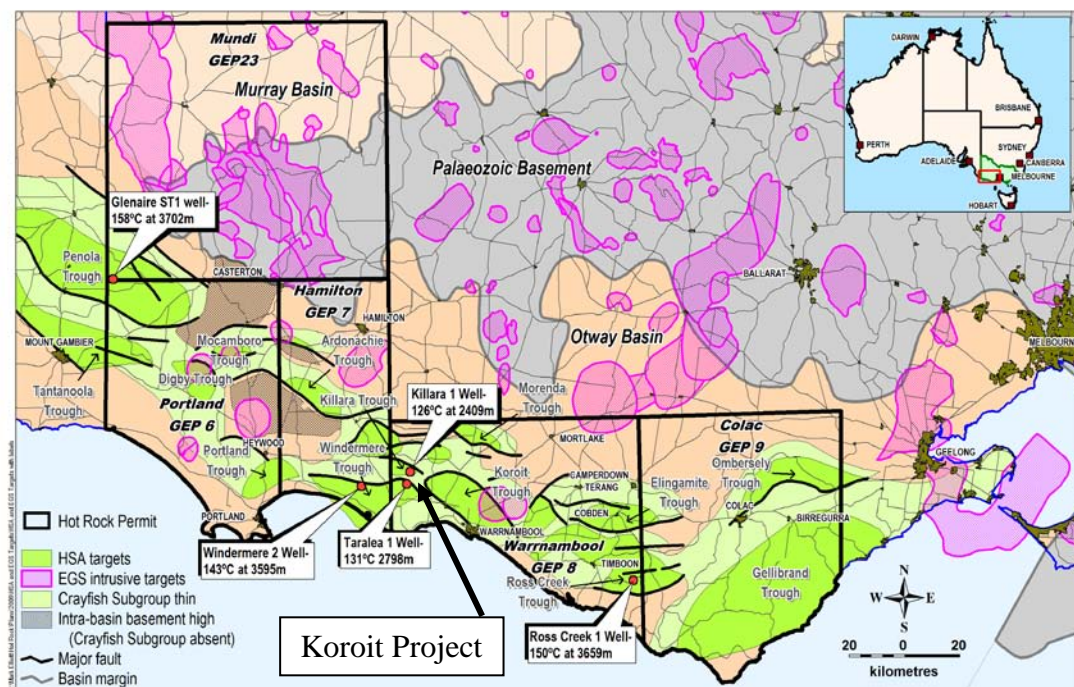 Mundi
GEP23
Murray Basin
Palaeozoic Basement
Glenaire ST1 well-
158ºC at 3702m
Penola
Trough
CASTERTON
Hamilton
GEP 7
HAMILTON
BALLARAT
Otway Basin
MELBOURNE
MOUNT GAMBIER
Mocamboro
Trough
Ardonachie
Trough
Digby Trough
Tantanoola
Trough
Killara Trough
Killara 1 Well-
126ºC at 2409m
Morenda
Trough
Portland
GEP 6
HEYWOOD
Windermere
Trough
Portland
Trough
MORTLAKE
Colac
GEP 9
GEELONG
Ombersely
Trough
Koroit
Trough
CAMPERDOWN
TERANG
Elingamite
Trough
COBDEN
COLAC
BIRREGURRA
PORTLAND
WARRNAMBOOL
Warrnambool
GEP 8
TIMBOON
Ross Creek
Trough
Gellibrand
Trough
Windermere 2 Well-
143ºC at 3595m
Taralea 1 Well-
131ºC 2798m
Ross Creek 1 Well-
150ºC at 3659m
Koroit Project
DARWIN
BRISBANE
PERTH
SYDNEY
ADELAIDE
CANBERRA
MELBOURNE
HOBART
Hot Rock Permit
HSA targets
EGS intrusive targets
Crayfish Subgroup thin
Intra-basin basement high
(Crayfish Subgroup absent)
Major fault
Basin margin
N
W E
S
20 0 20
kilometres